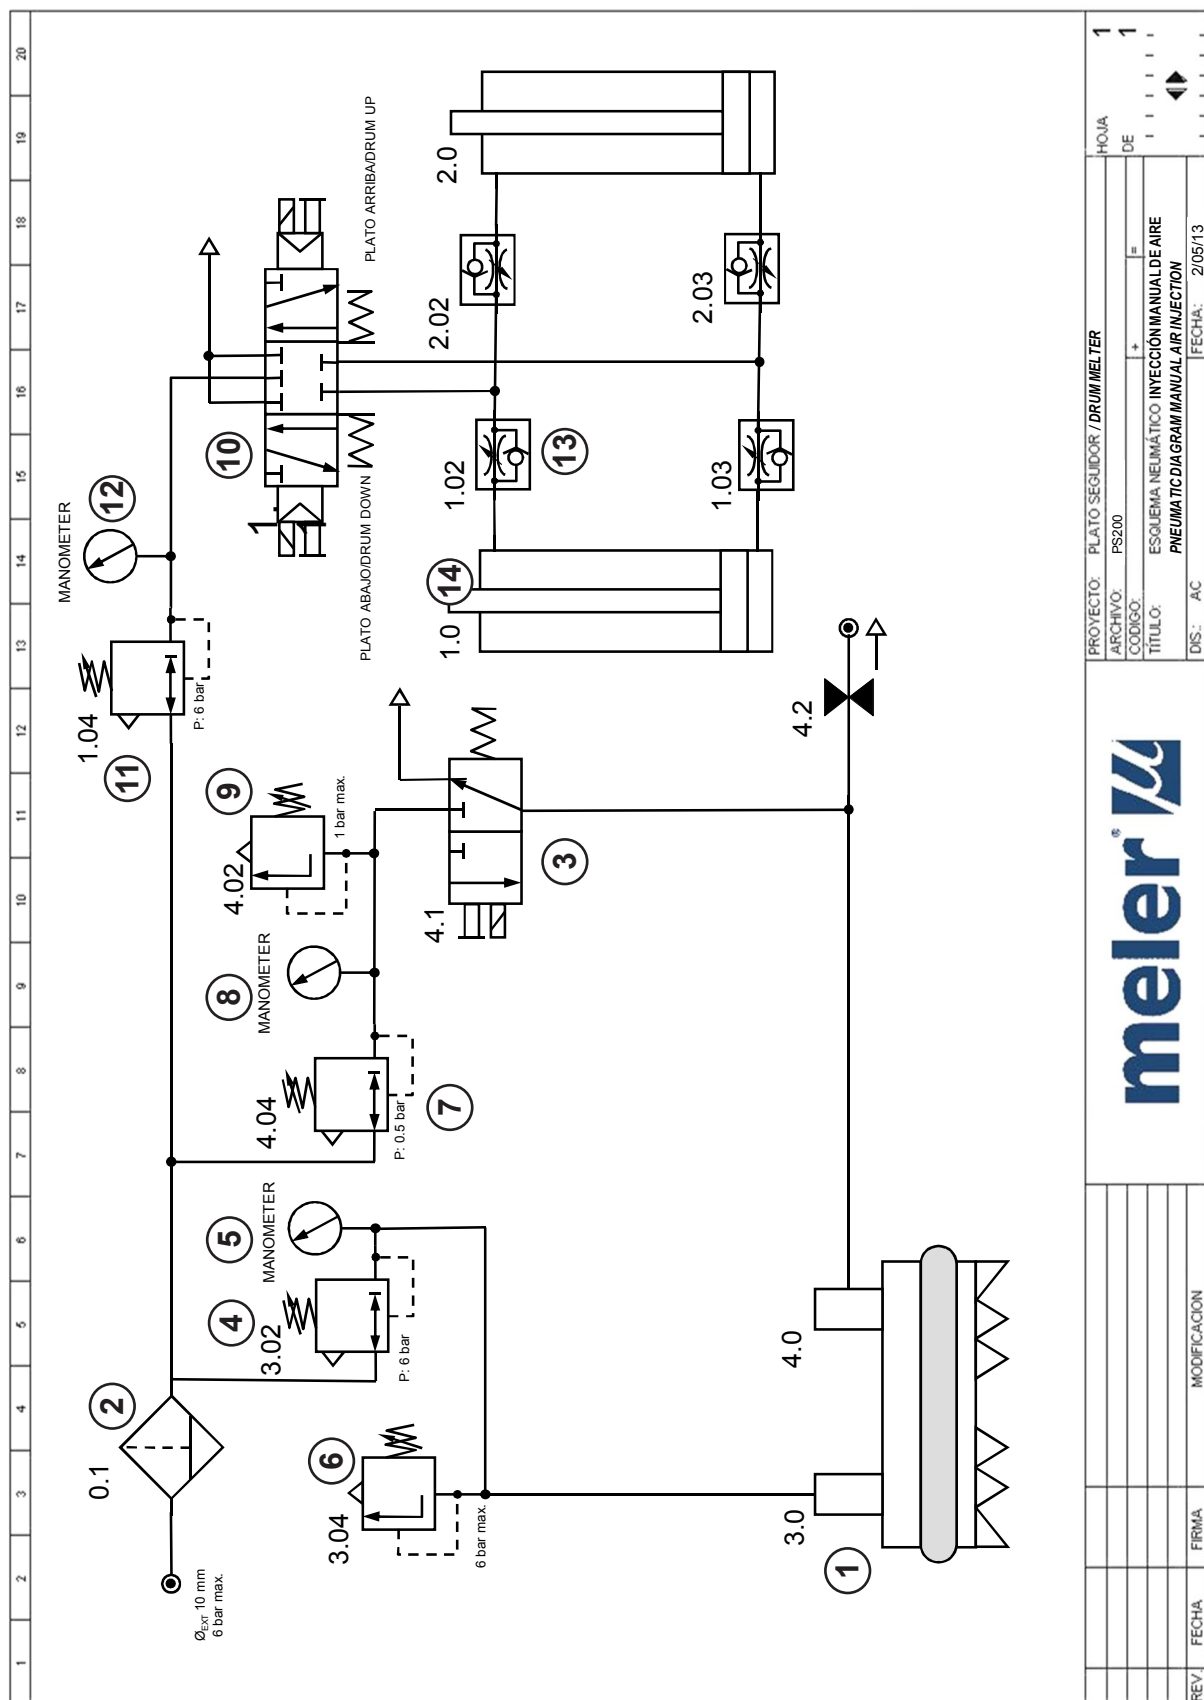 1 2 3 4 5 6 7 8 9 10 11 12 13 14 15 16 17 18 19 20
Ø EXT 10 mm
6 bar max.
0.1
2
3.04
6
6 bar max.
4
3.02
P: 6 bar
5
MANOMETER
4.04
7
P: 0.5 bar
8
MANOMETER
4.02
9
1 bar max.
4.1
3
1.04
11
P: 6 bar
MANOMETER
12
10
1.1
PLATO ABAJO/DRUM DOWN
PLATO ARRIBA/DRUM UP
1.0
14
1.02
13
1.03
2.02
2.03
2.0
4.2
3.0
4.0
1
REV. FECHA FIRMA MODIFICACION
meler®
PROYECTO: PLATO SEGUIDOR / DRUM MELTER
ARCHIVO: PS200
CODIGO: + =
TÍTULO: ESQUEMA NEUMÁTICO INYECCIÓN MANUAL DE AIRE
PNEUMATIC DIAGRAM MANUAL AIR INJECTION
DIS.: AC FECHA: 2/05/13
HOJA 1
DE 1